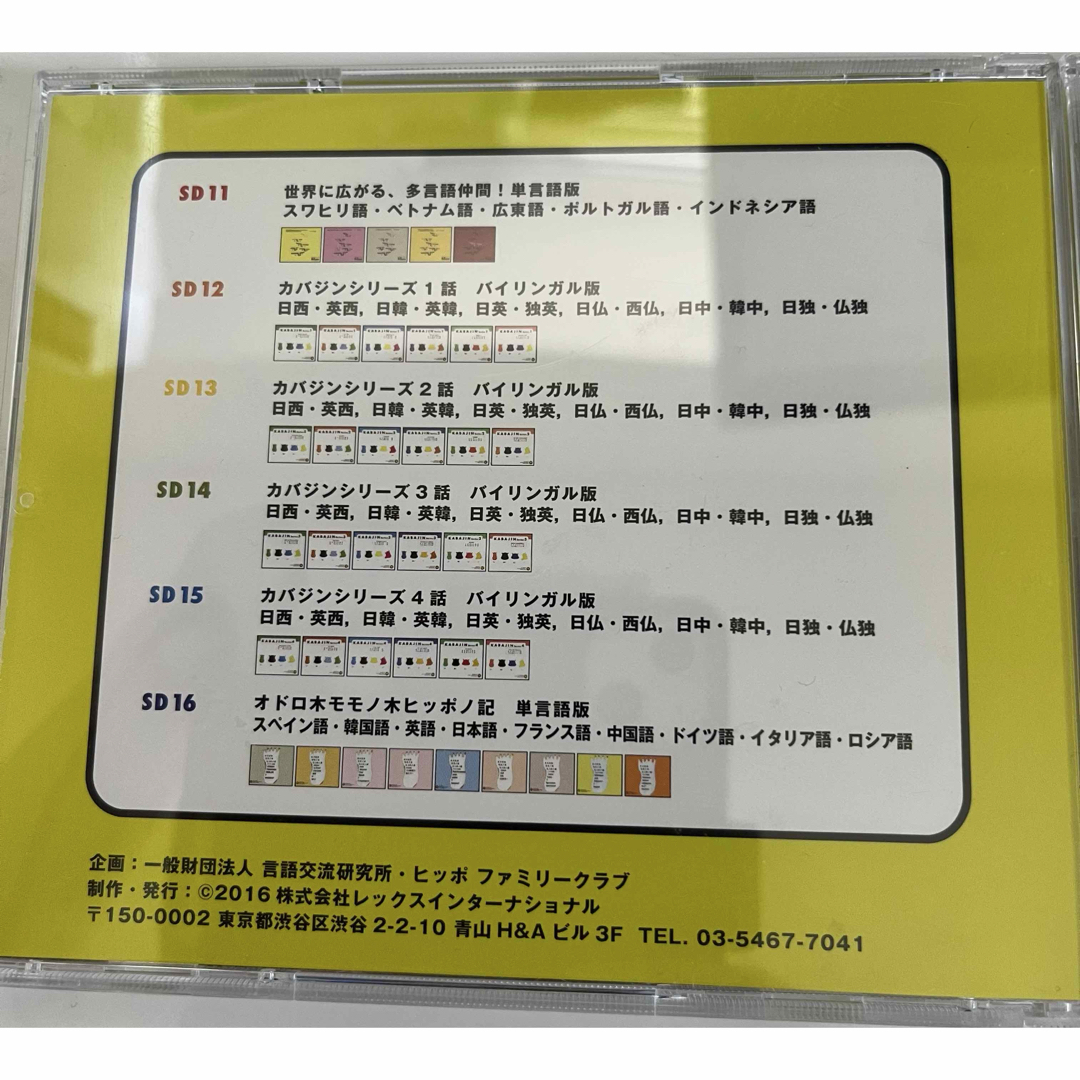 SD11 世界に広がる、多言語仲間！単言語版
スワヒリ語・ベトナム語・広東語・ポルトガル語・インドネシア語
SD12 カバジンシリーズ1話 バイリンガル版
日西・英西, 日韓・英韓, 日英・独英, 日仏・西仏, 日中・韓中, 日独・仏独
SD13 カバジンシリーズ2話 バイリンガル版
日西・英西, 日韓・英韓, 日英・独英, 日仏・西仏, 日中・韓中, 日独・仏独
SD14 カバジンシリーズ3話 バイリンガル版
日西・英西, 日韓・英韓, 日英・独英, 日仏・西仏, 日中・韓中, 日独・仏独
SD15 カバジンシリーズ4話 バイリンガル版
日西・英西, 日韓・英韓, 日英・独英, 日仏・西仏, 日中・韓中, 日独・仏独
SD16 オドロ木モモノ木ヒッポノ記 単言語版
スペイン語・韓国語・英語・日本語・フランス語・中国語・ドイツ語・イタリア語・ロシア語
企画：一般財団法人 言語交流研究所・ヒッポ ファミリークラブ
制作・発行：©2016 株式会社レックスインターナショナル
〒150-0002 東京都渋谷区渋谷 2-2-10 青山 H&A ビル 3F TEL. 03-5467-7041